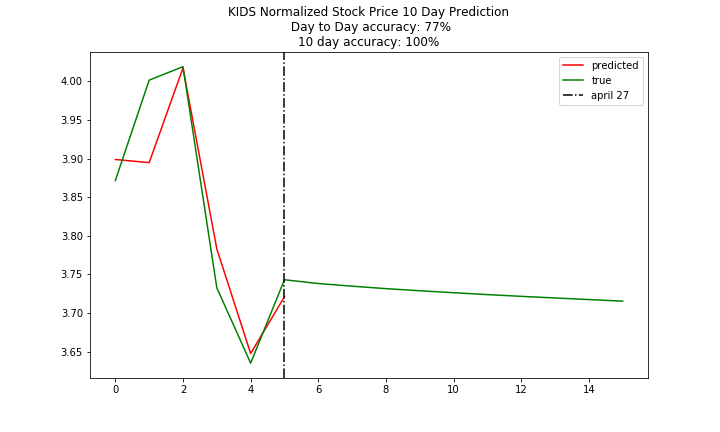 KIDS Normalized Stock Price 10 Day Prediction
Day to Day accuracy: 77%
10 day accuracy: 100%
predicted
true
april 27
4.00
3.95
3.90
3.85
3.80
3.75
3.70
3.65
0 2 4 6 8 10 12 14